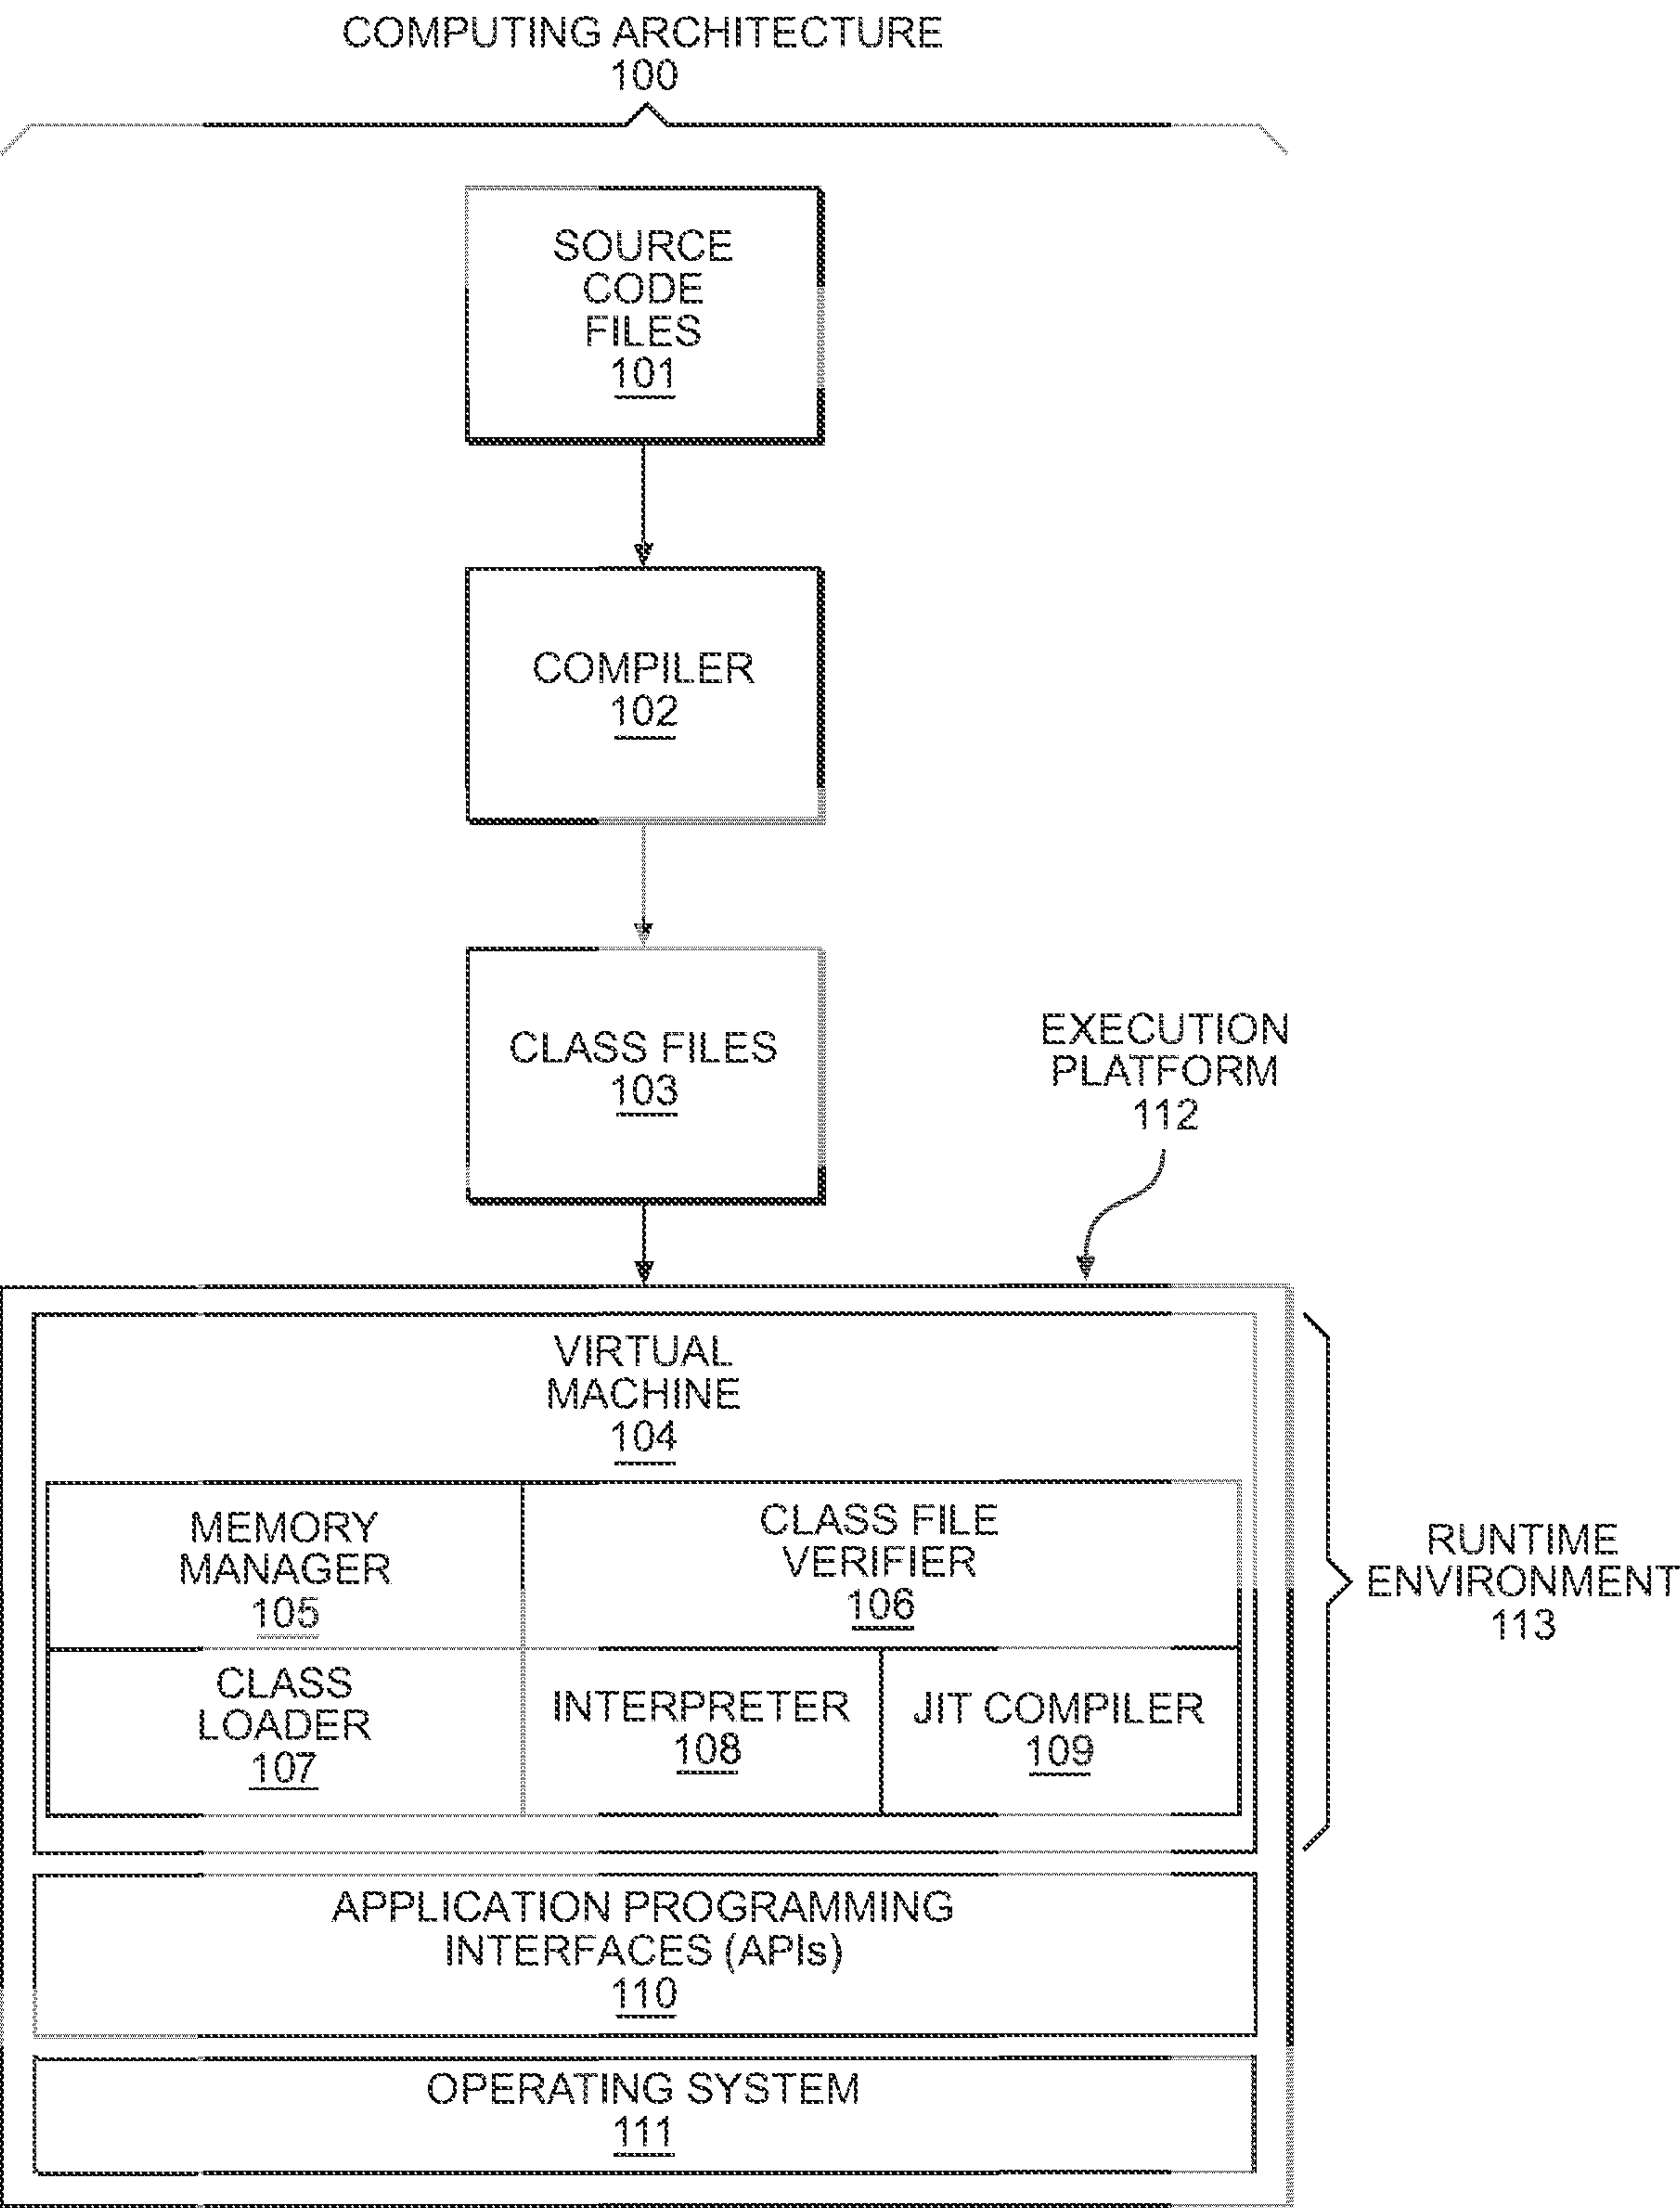 COMPUTING ARCHITECTURE
100
SOURCE
CODE
FILES
101
COMPILER
102
CLASS FILES
103
EXECUTION
PLATFORM
112
VIRTUAL
MACHINE
104
MEMORY
MANAGER
105
CLASS FILE
VERIFIER
106
RUNTIME
ENVIRONMENT
113
CLASS
LOADER
107
INTERPRETER
108
JIT COMPILER
109
APPLICATION PROGRAMMING
INTERFACES (APIs)
110
OPERATING SYSTEM
111